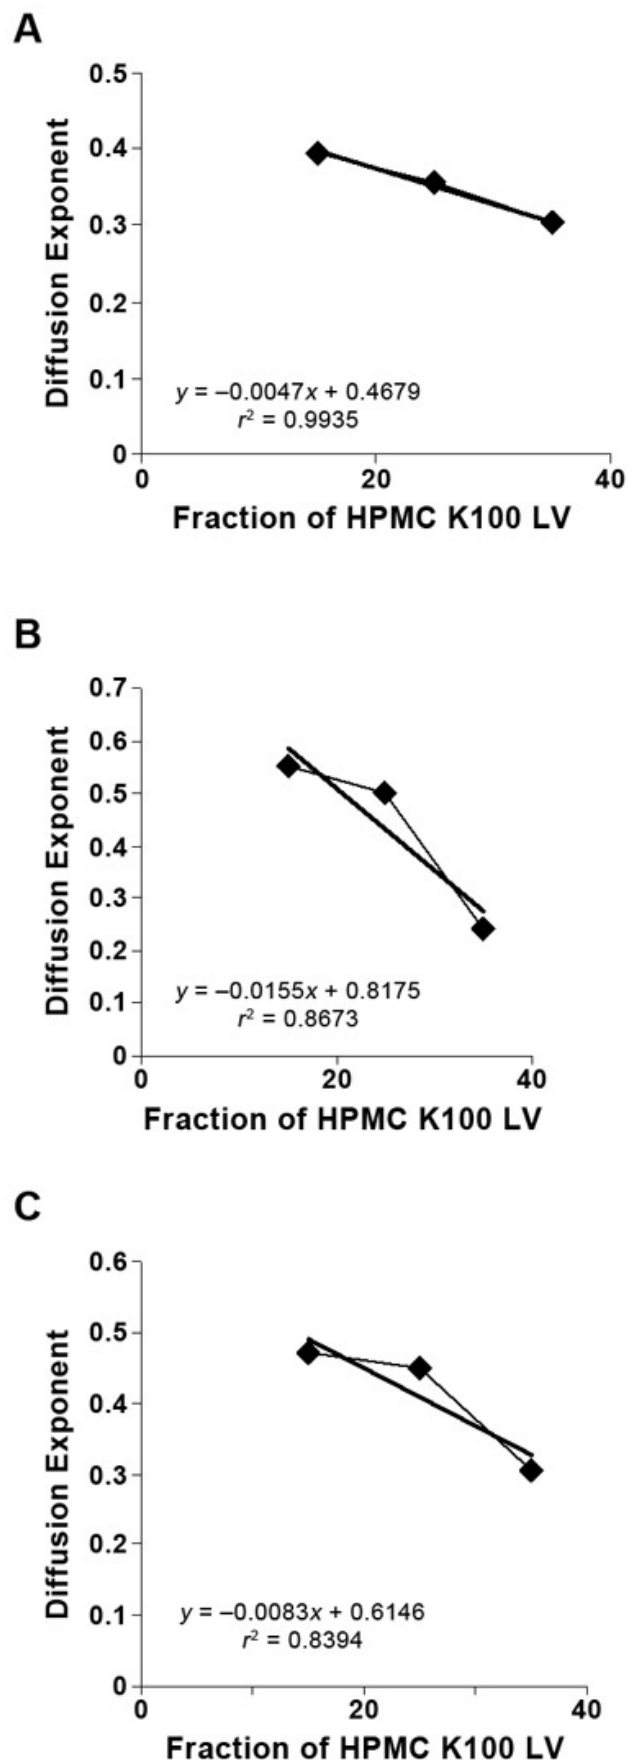 A
0.5
0.4
0.3
0.2
0.1
0
Diffusion Exponent
y = –0.0047x + 0.4679
r² = 0.9935
0 20 40
Fraction of HPMC K100 LV
B
0.7
0.6
0.5
0.4
0.3
0.2
0.1
0
Diffusion Exponent
y = –0.0155x + 0.8175
r² = 0.8673
0 20 40
Fraction of HPMC K100 LV
C
0.6
0.5
0.4
0.3
0.2
0.1
0
Diffusion Exponent
y = –0.0083x + 0.6146
r² = 0.8394
0 20 40
Fraction of HPMC K100 LV